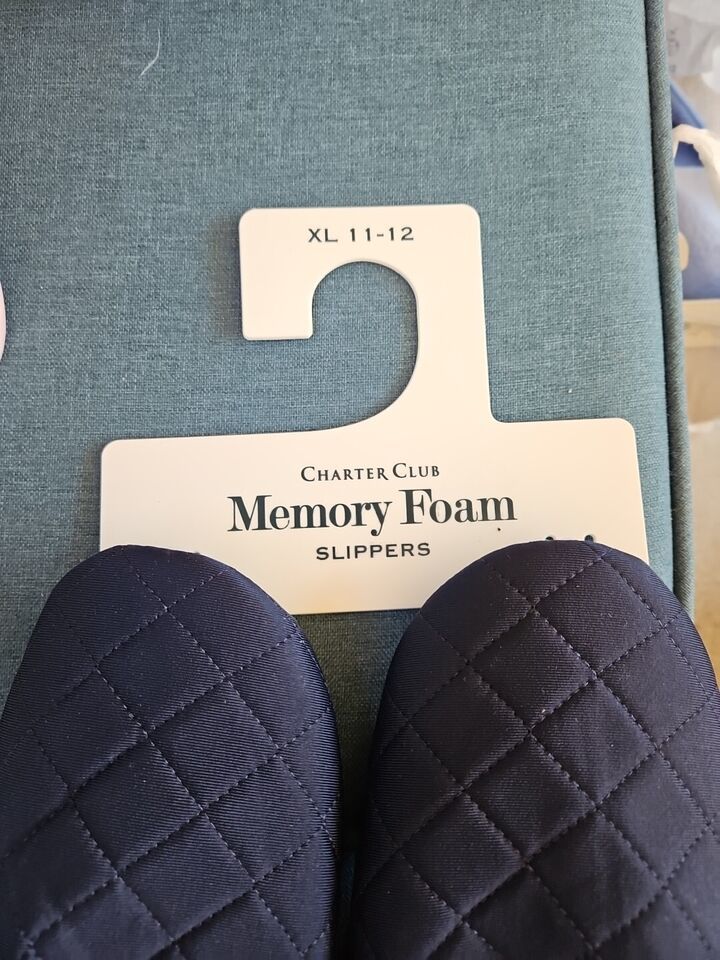 XL 11-12
CHARTER CLUB
Memory Foam
SLIPPERS